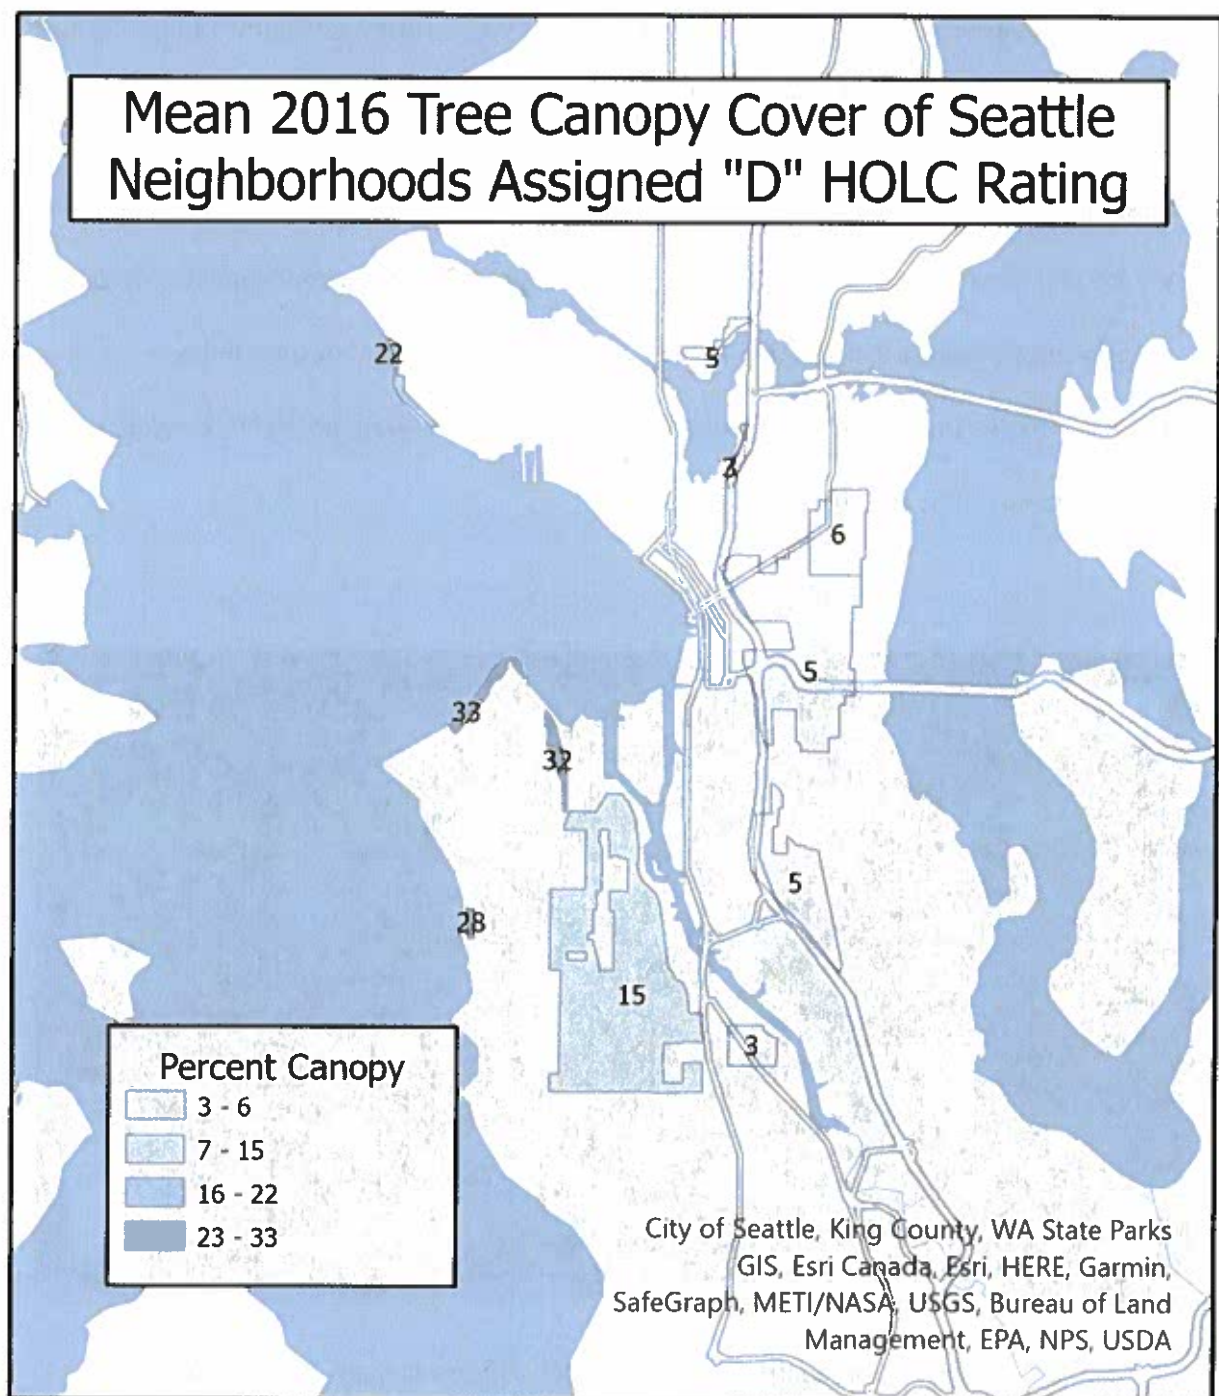 Mean 2016 Tree Canopy Cover of Seattle
Neighborhoods Assigned "D" HOLC Rating
22
5
6
5
33
32
5
28
15
3
Percent Canopy
3 - 6
7 - 15
16 - 22
23 - 33
City of Seattle, King County, WA State Parks
GIS, Esri Canada, Esri, HERE, Garmin,
SafeGraph, METI/NASA, USGS, Bureau of Land
Management, EPA, NPS, USDA